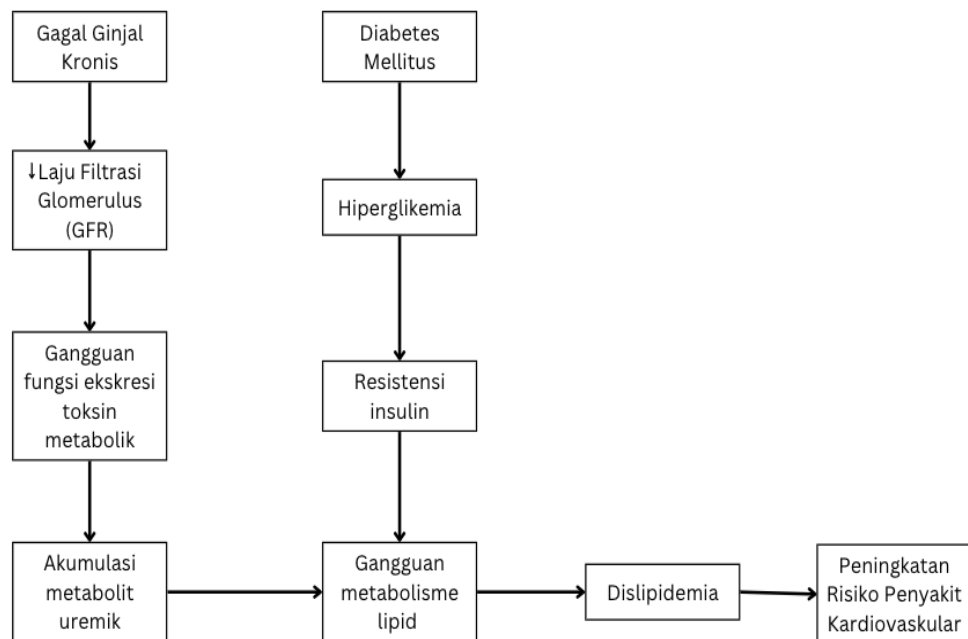 Gagal Ginjal
Kronis
Diabetes
Mellitus
↓Laju Filtrasi
Glomerulus
(GFR)
Hiperglikemia
Gangguan
fungsi ekskresi
toksin
metabolik
Resistensi
insulin
Akumulasi
metabolit
uremik
Gangguan
metabolisme
lipid
Dislipidemia
Peningkatan
Risiko Penyakit
Kardiovaskular